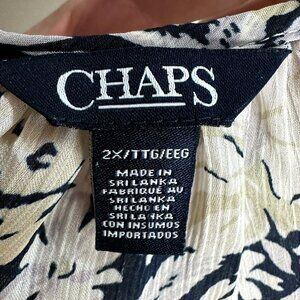 CHAPS
2X/TTG/EEG
MADE IN
SRI LANKA
FABRIQUÉ AU
SRI LANKA
HECHO EN
SRI LANKA
CON INSUMOS
IMPORTADOS